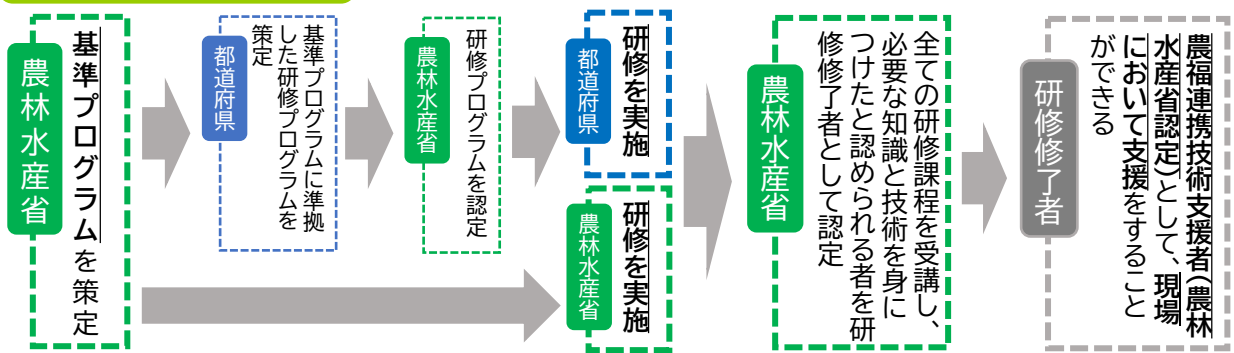 農林水産省
基準プログラムを策定
都道府県
基準プログラムに準拠
した研修プログラムを
策定
農林水産省
研修プログラムを認定
都道府県
研修を実施
農林水産省
研修を実施
農林水産省
全ての研修課程を受講し、
必要な知識と技術を身に
つけたと認められる者を研
修修了者として認定
研修修了者
農福連携技術支援者(農林
水産省認定)として、現場
において支援をすること
ができる